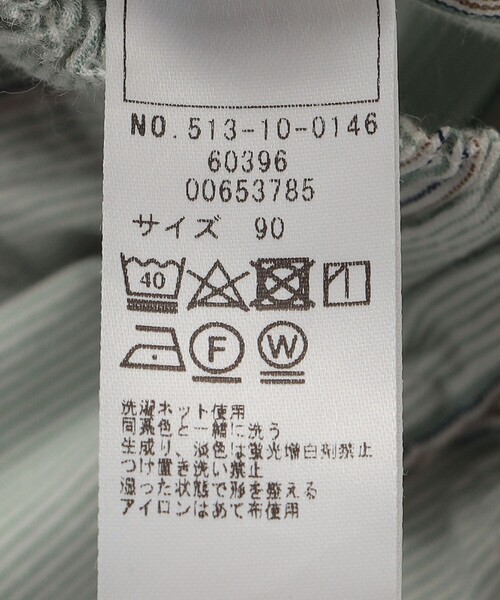 NO.513-10-0146
60396
00653785
サイズ 90
40
F W
洗濯ネット使用
同系色と一緒に洗う
生成り、淡色は蛍光増白剤禁止
つけ置き洗い禁止
湿った状態で形を整える
アイロンはあて布使用